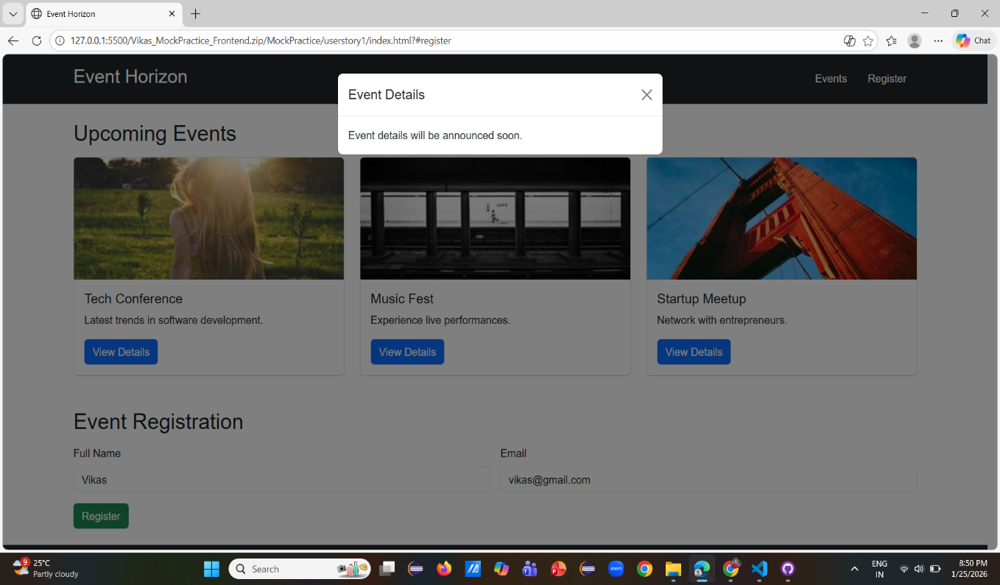 Event Horizon
127.0.0.1:5500/Vikas_MockPractice_Frontend.zip/MockPractice/userstory1/index.html?#register
Chat
Event Horizon
Events
Register
Event Details
Event details will be announced soon.
Upcoming Events
JANE
Tech Conference
Latest trends in software development.
View Details
Music Fest
Experience live performances.
View Details
Startup Meetup
Network with entrepreneurs.
View Details
Event Registration
Full Name
Email
Vikas
vikas@gmail.com
Register
9
25°C
Partly cloudy
Search
zoom
ENG
IN
8:50 PM
1/25/2026